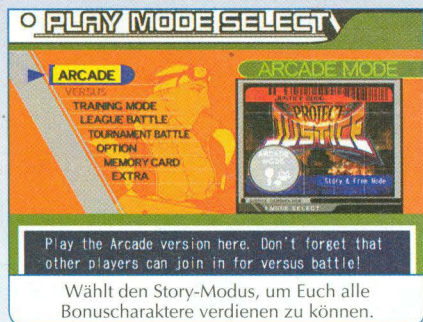 PLAY MODE SELECT
ARCADE
VERSUS
TRAINING MODE
LEAGUE BATTLE
TOURNAMENT BATTLE
OPTION
MEMORY CARD
EXTRA
ARCADE MODE
PROJECT
JUSTICE
ARCADE
MODE
Story & Free Mode
MODE SELECT
Play the Arcade version here. Don't forget that
other players can join in for versus battle!
Wählt den Story-Modus, um Euch alle
Bonuscharaktere verdienen zu können.